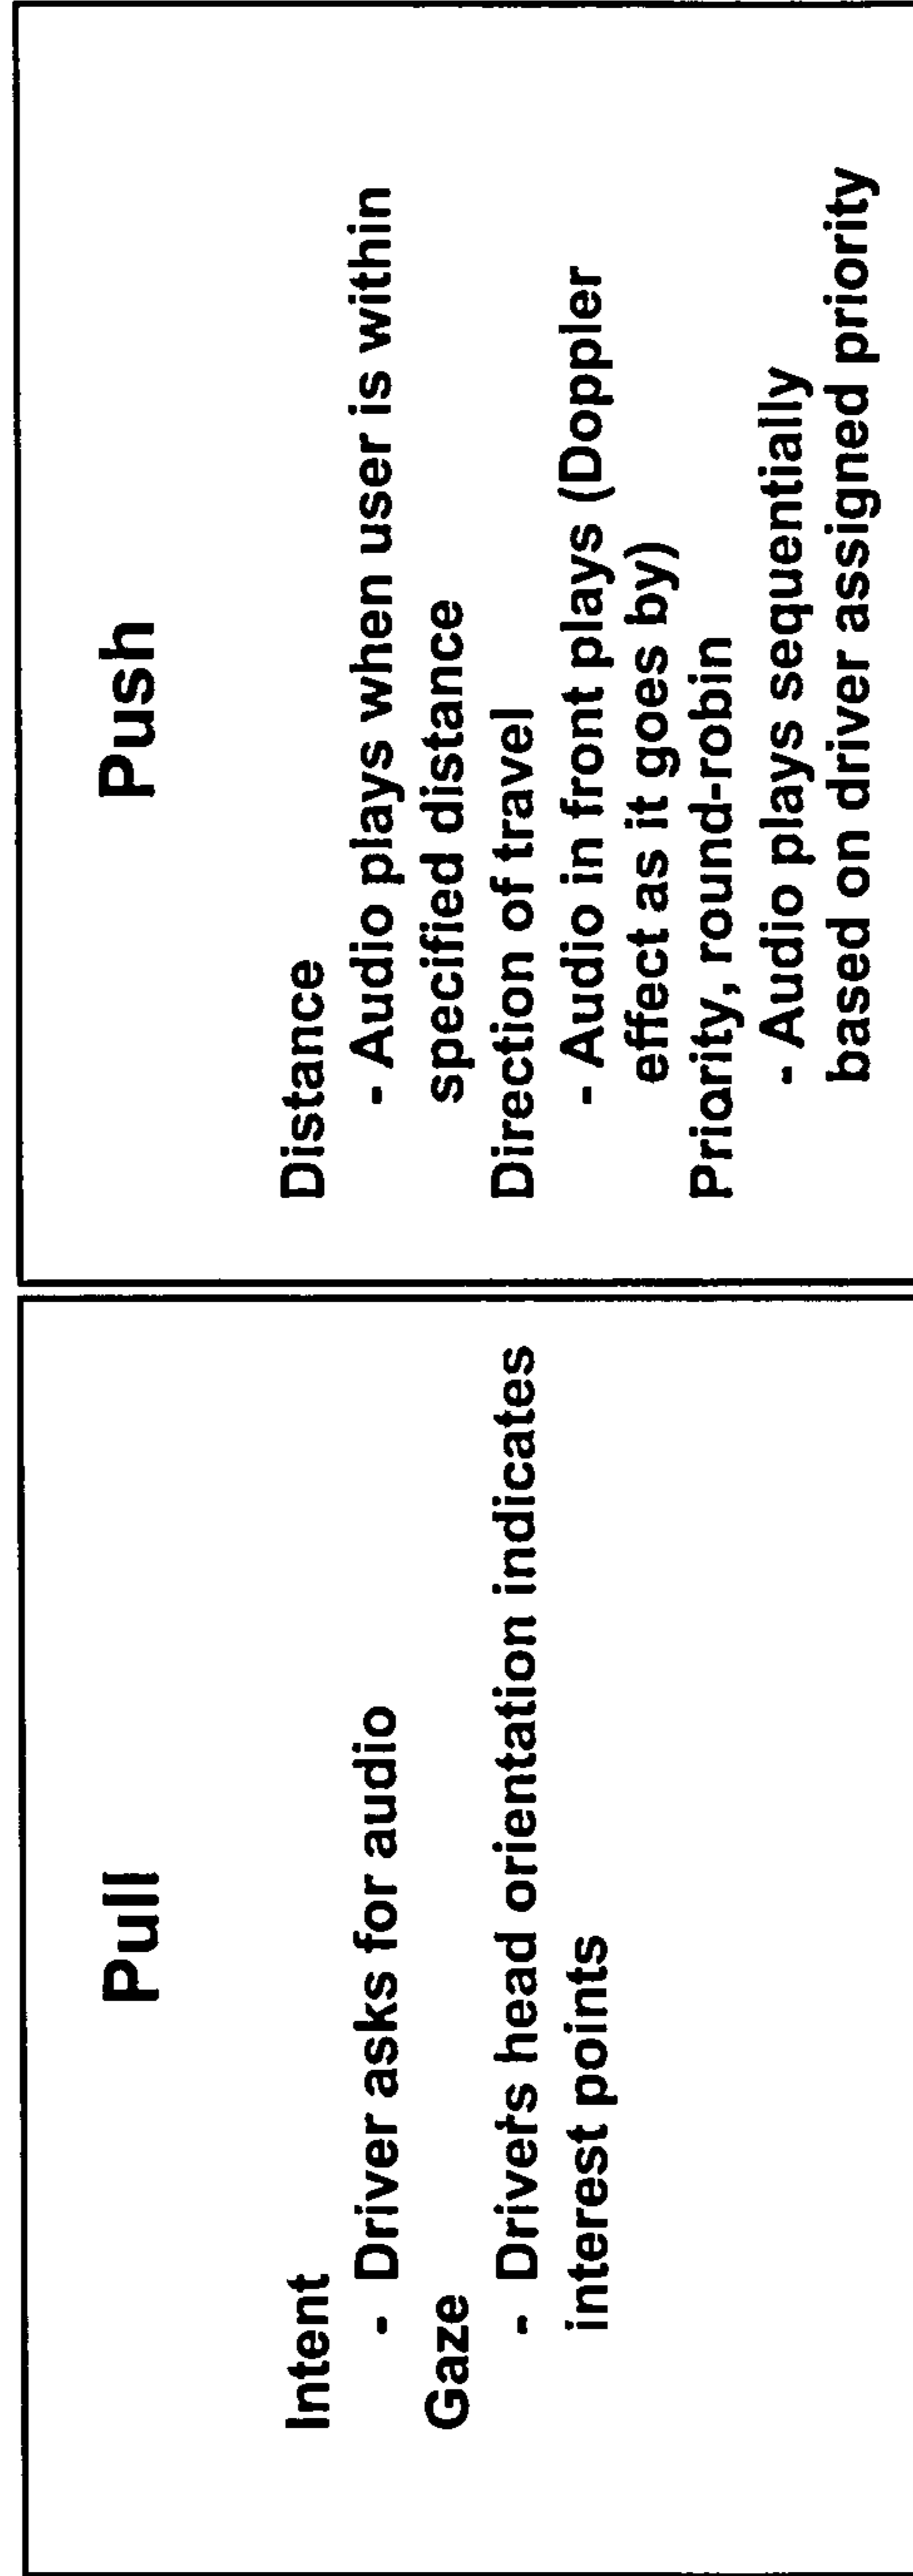 Pull
Intent
- Driver asks for audio
Gaze
- Driver's head orientation indicates
interest points
Push
Distance
- Audio plays when user is within
specified distance
Direction of travel
- Audio in front plays (Doppler
effect as it goes by)
Priority, round-robin
- Audio plays sequentially
based on driver assigned priority